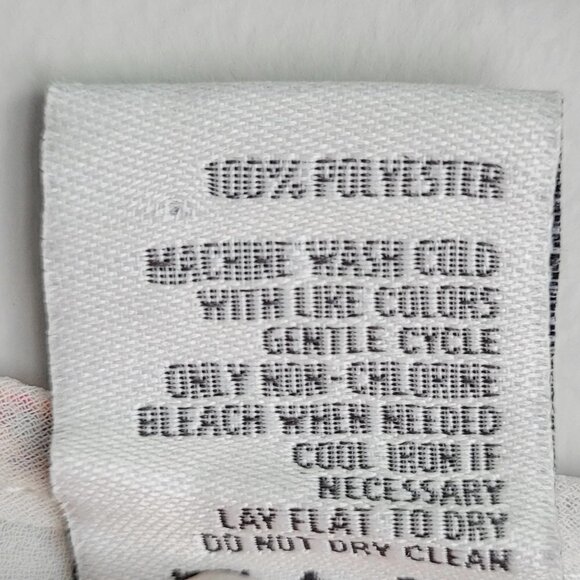 100% POLYESTER
MACHINE WASH COLD
WITH LIKE COLORS
GENTLE CYCLE
ONLY NON-CHLORINE
BLEACH WHEN NEEDED
COOL IRON IF
NECESSARY
LAY FLAT TO DRY
DO NOT DRY CLEAN